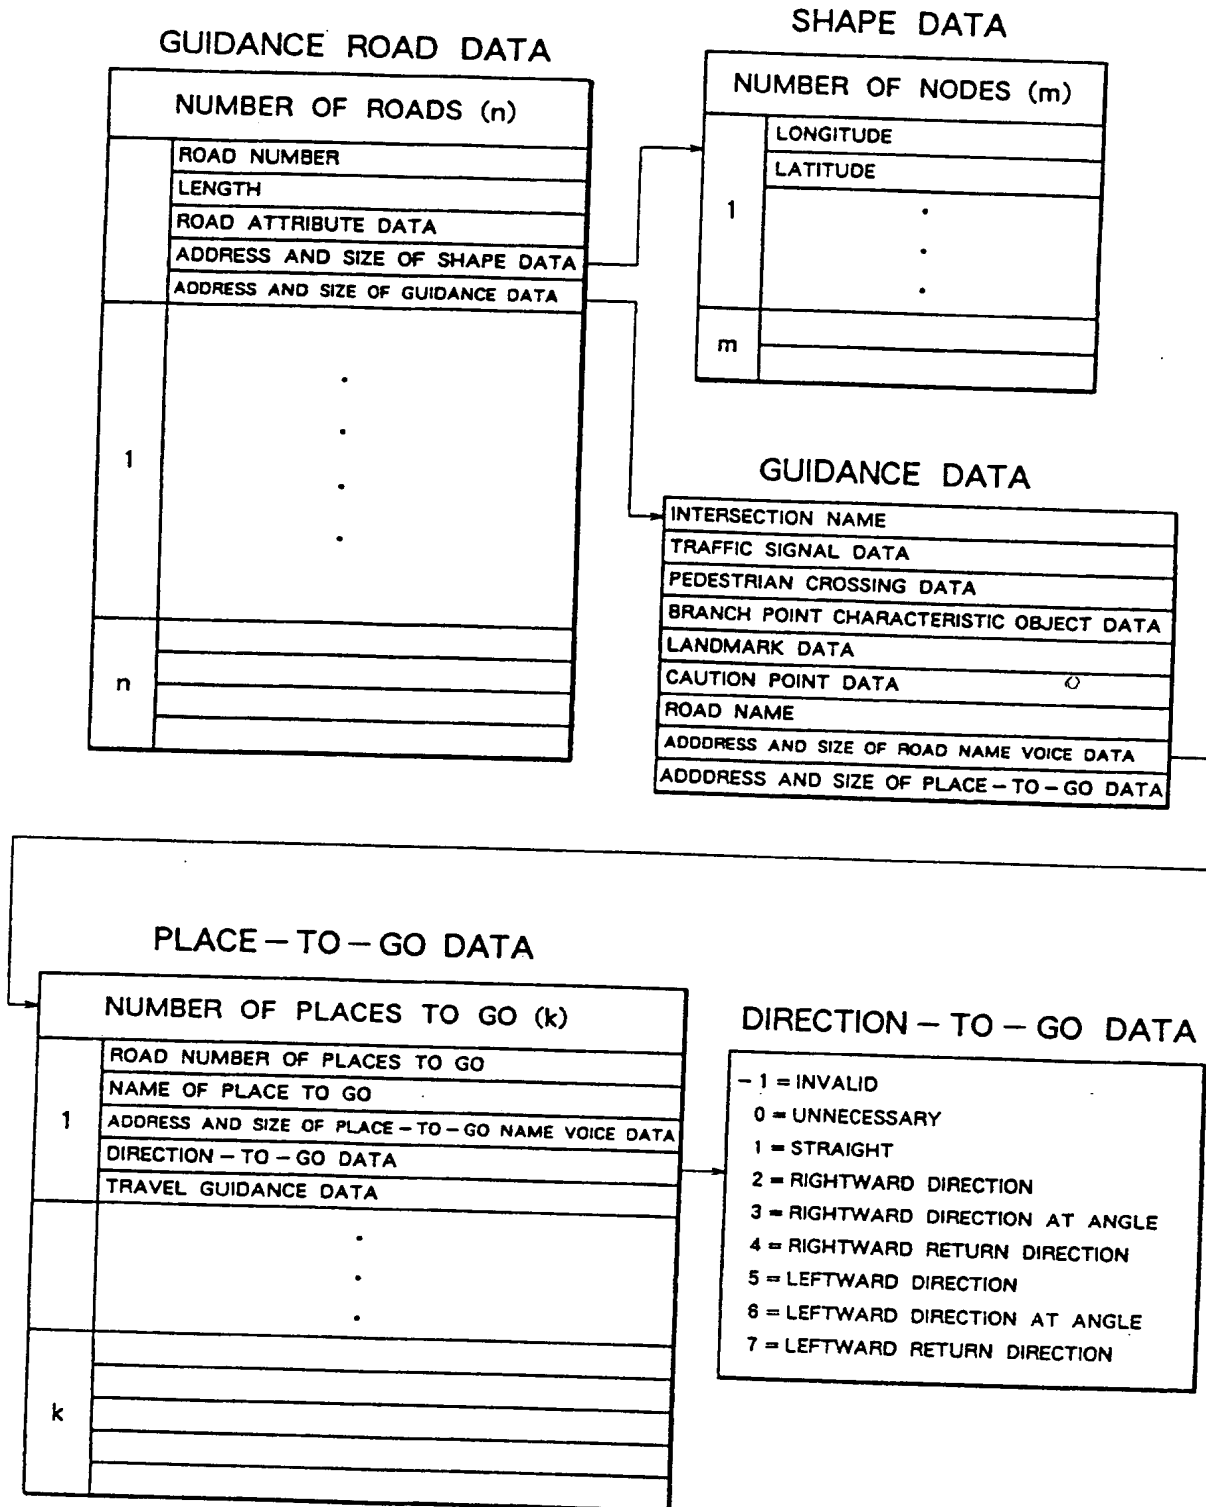 GUIDANCE ROAD DATA
NUMBER OF ROADS (n)
ROAD NUMBER
LENGTH
ROAD ATTRIBUTE DATA
ADDRESS AND SIZE OF SHAPE DATA
ADDRESS AND SIZE OF GUIDANCE DATA
1
n
SHAPE DATA
NUMBER OF NODES (m)
1
LONGITUDE
LATITUDE
m
GUIDANCE DATA
INTERSECTION NAME
TRAFFIC SIGNAL DATA
PEDESTRIAN CROSSING DATA
BRANCH POINT CHARACTERISTIC OBJECT DATA
LANDMARK DATA
CAUTION POINT DATA
ROAD NAME
ADDDRESS AND SIZE OF ROAD NAME VOICE DATA
ADDDRESS AND SIZE OF PLACE-TO-GO DATA
PLACE-TO-GO DATA
NUMBER OF PLACES TO GO (k)
1
ROAD NUMBER OF PLACES TO GO
NAME OF PLACE TO GO
ADDRESS AND SIZE OF PLACE-TO-GO NAME VOICE DATA
DIRECTION-TO-GO DATA
TRAVEL GUIDANCE DATA
k
DIRECTION-TO-GO DATA
-1=INVALID
0=UNNECESSARY
1=STRAIGHT
2=RIGHTWARD DIRECTION
3=RIGHTWARD DIRECTION AT ANGLE
4=RIGHTWARD RETURN DIRECTION
5=LEFTWARD DIRECTION
6=LEFTWARD DIRECTION AT ANGLE
7=LEFTWARD RETURN DIRECTION